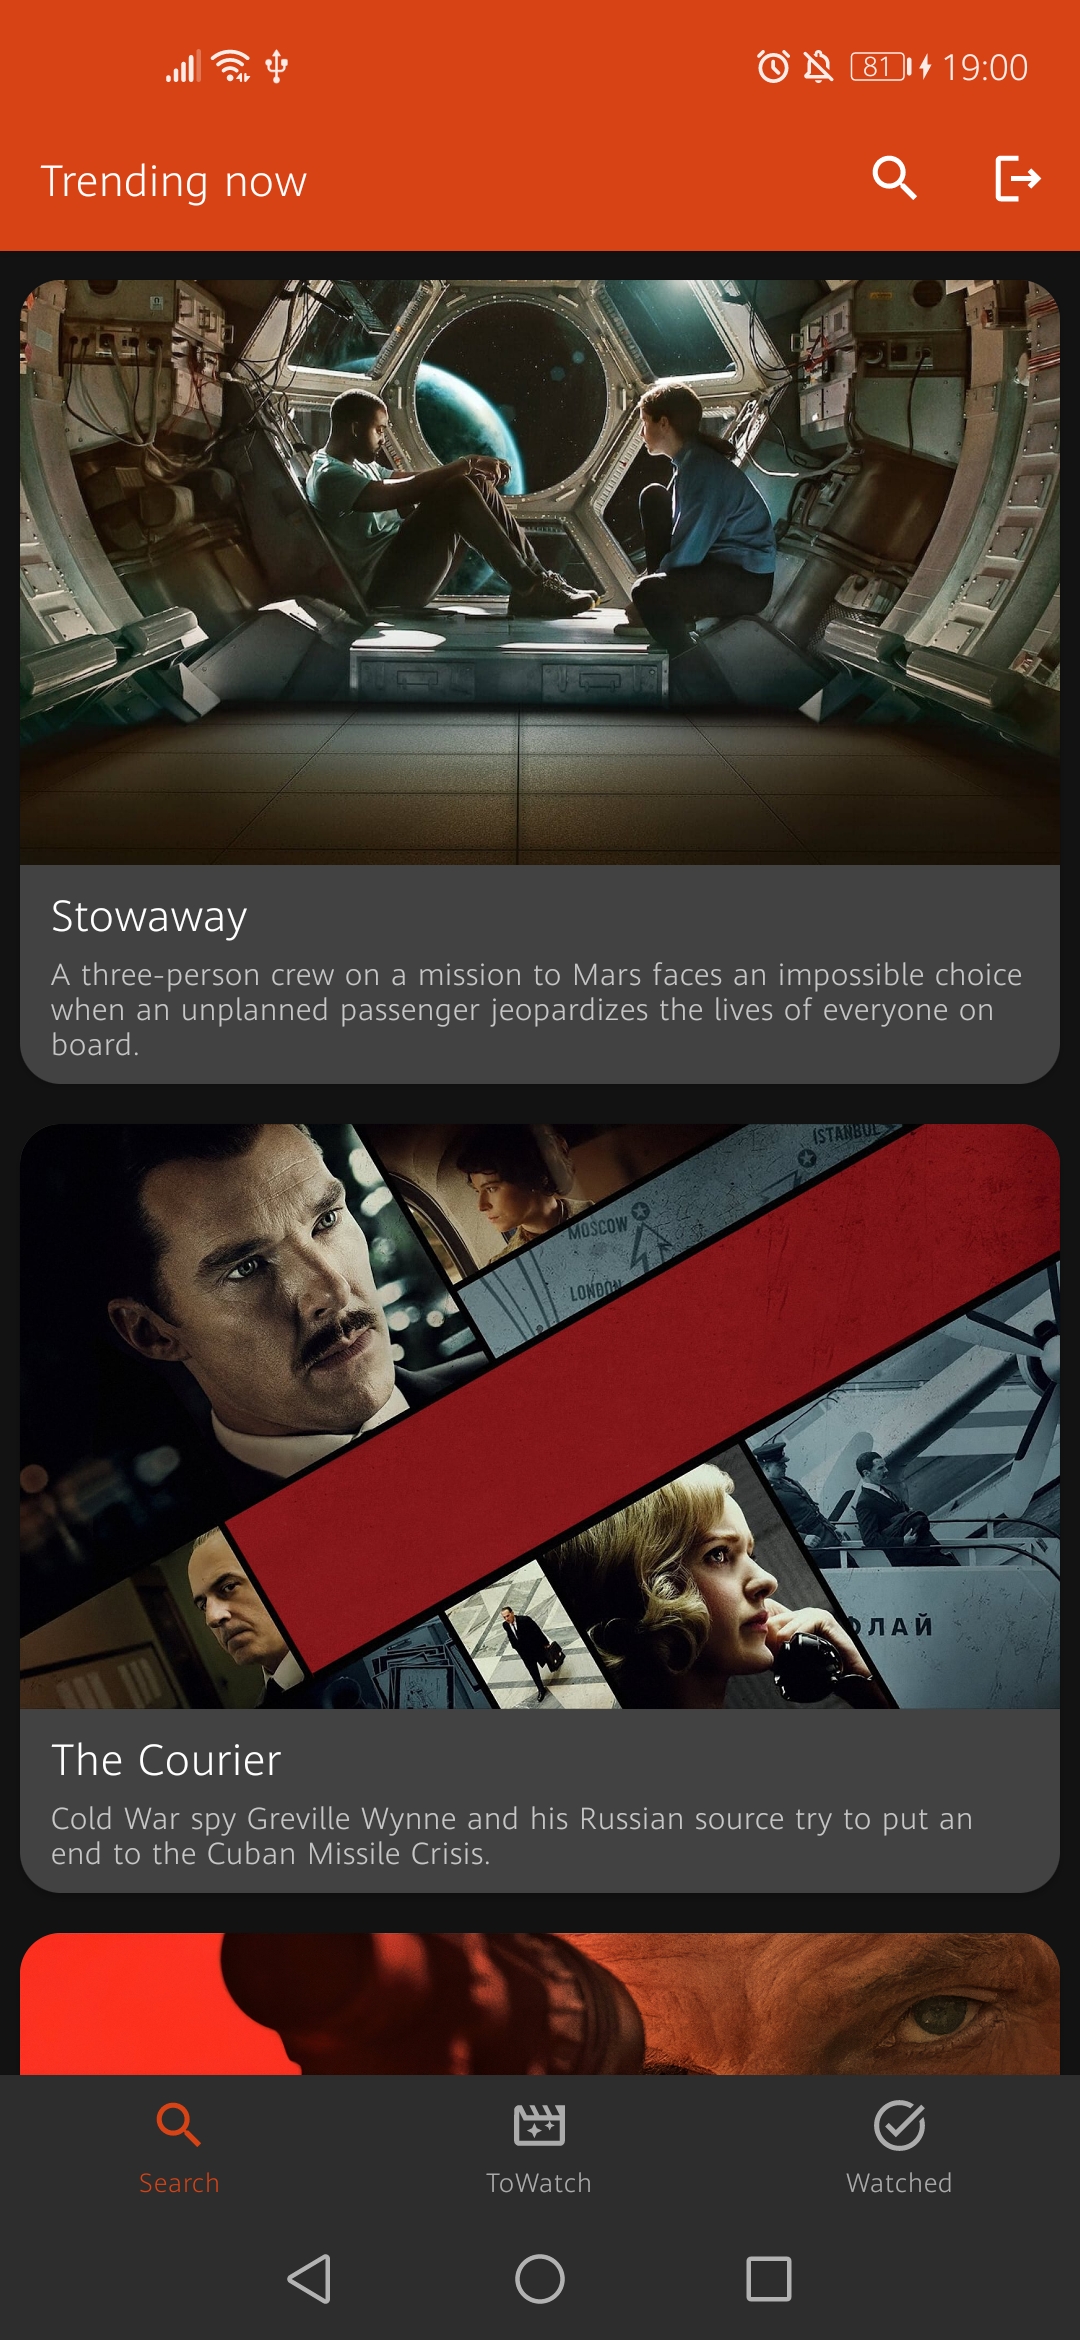 81 19:00
Trending now
Stowaway
A three-person crew on a mission to Mars faces an impossible choice
when an unplanned passenger jeopardizes the lives of everyone on
board.
ISTANBUL
MOSCOW
LONDON
ОЛАЙ
The Courier
Cold War spy Greville Wynne and his Russian source try to put an
end to the Cuban Missile Crisis.
Search ToWatch Watched